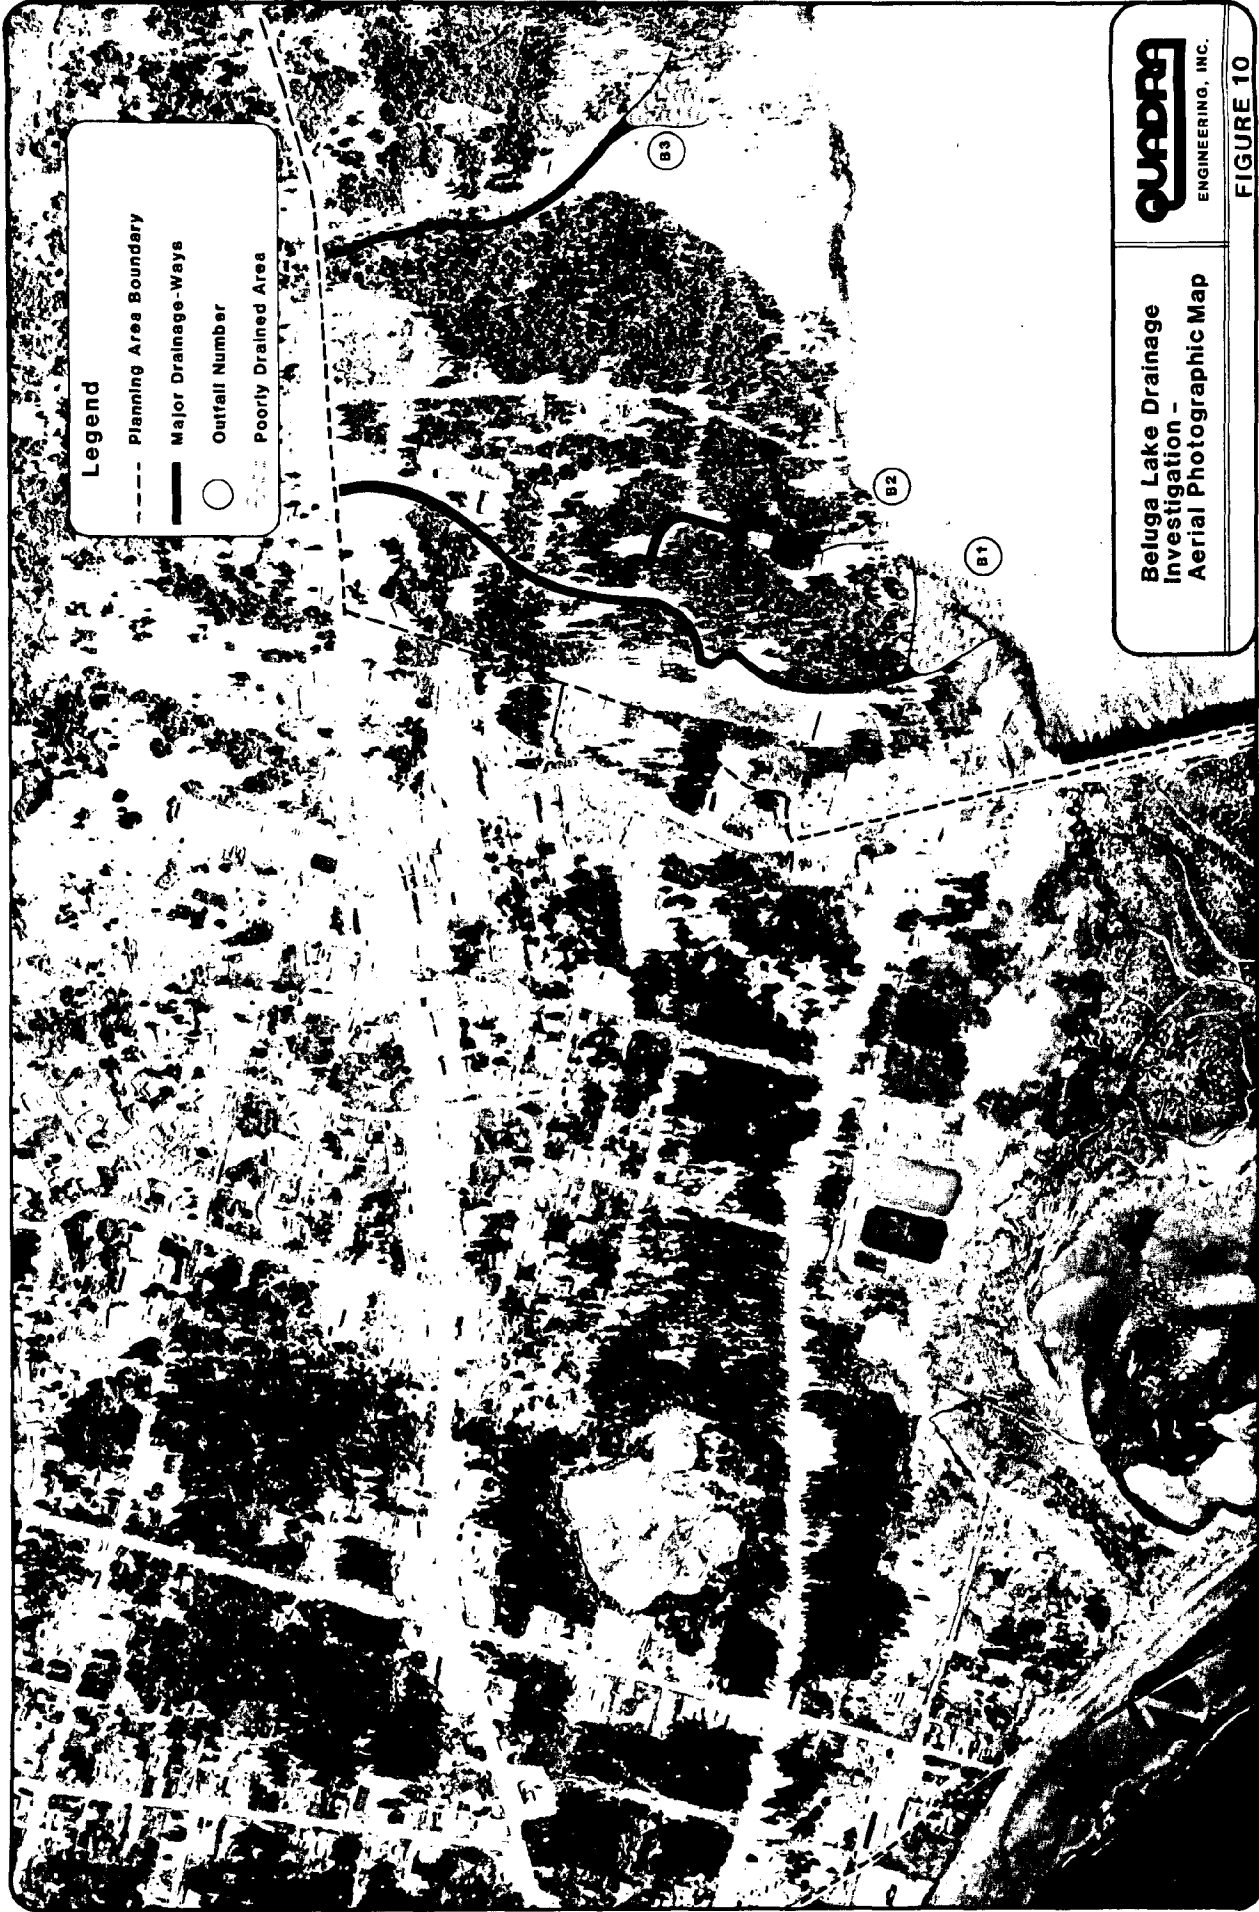 Legend
Planning Area Boundary
Major Drainage-Ways
Outfall Number
Poorly Drained Area
B3
B2
B1
Beluga Lake Drainage
Investigation –
Aerial Photographic Map
QUADRA
ENGINEERING, INC.
FIGURE 10